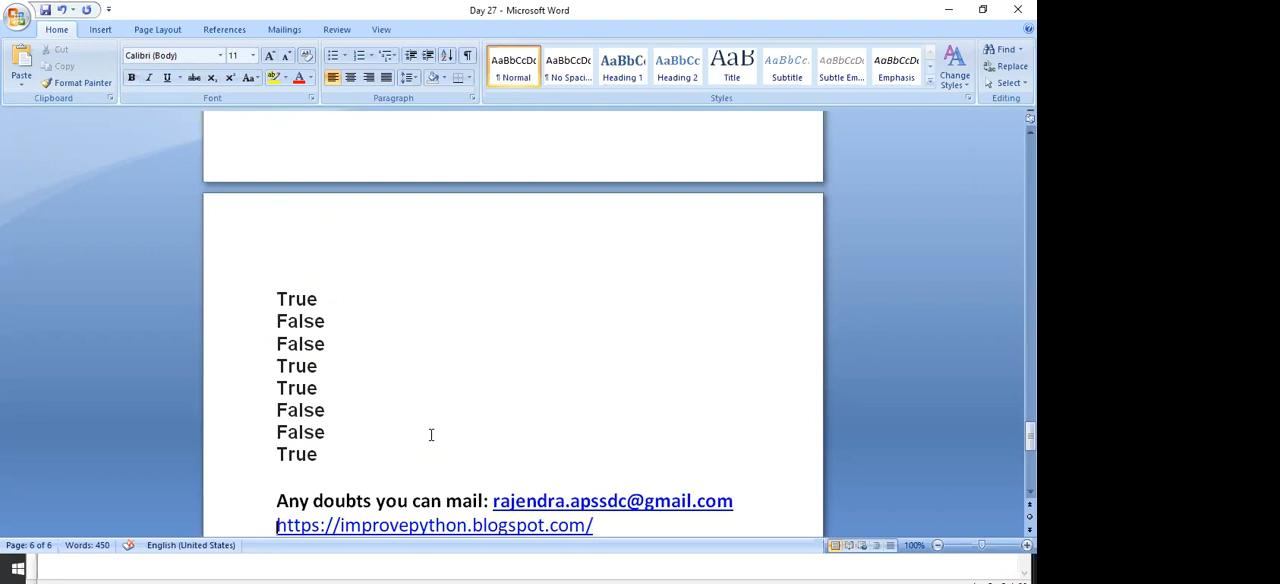 Day 27 - Microsoft Word
Home Insert Page Layout References Mailings Review View
Paste
Cut
Copy
Format Painter
Clipboard
Calibri (Body) 11
B I U abc X₂ X² Aa A
Font
Paragraph
AaBbCcDc AaBbCcDc AaBbC AaBbCc AaB AaBbCc. AaBbCcDc AaBbCcDc
¶ Normal ¶ No Spaci... Heading 1 Heading 2 Title Subtitle Subtle Em... Emphasis
Change Styles
Styles
Find
Replace
Select
Editing
True
False
False
True
True
False
False
True
Any doubts you can mail: rajendra.apssdc@gmail.com
https://improvepython.blogspot.com/
Page: 6 of 6 Words: 450 English (United States) 100%